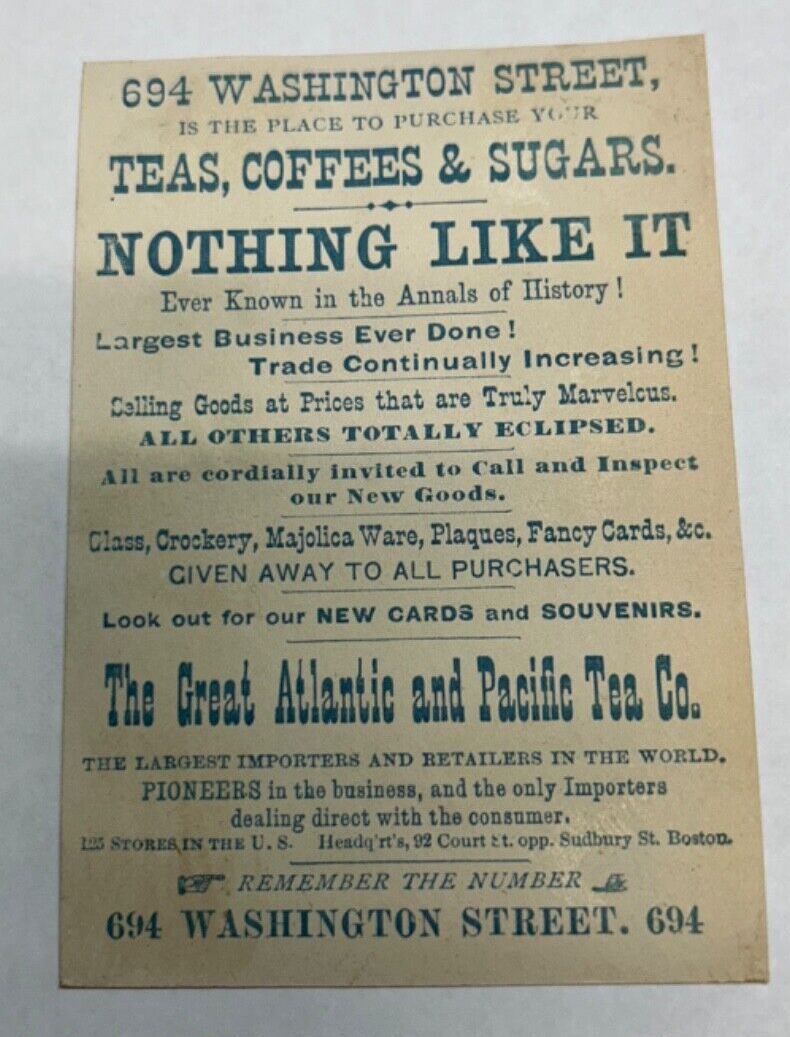 694 WASHINGTON STREET,
IS THE PLACE TO PURCHASE YOUR
TEAS, COFFEES & SUGARS.
NOTHING LIKE IT
Ever Known in the Annals of History!
Largest Business Ever Done!
Trade Continually Increasing!
Selling Goods at Prices that are Truly Marvelous.
ALL OTHERS TOTALLY ECLIPSED.
All are cordially invited to Call and Inspect
our New Goods.
Glass, Crockery, Majolica Ware, Plaques, Fancy Cards, &c.
GIVEN AWAY TO ALL PURCHASERS.
Look out for our NEW CARDS and SOUVENIRS.
The Great Atlantic and Pacific Tea Co.
THE LARGEST IMPORTERS AND RETAILERS IN THE WORLD.
PIONEERS in the business, and the only Importers
dealing direct with the consumer.
125 STORES IN THE U. S. Headq'rt's, 92 Court St. opp. Sudbury St. Boston.
REMEMBER THE NUMBER
694 WASHINGTON STREET. 694